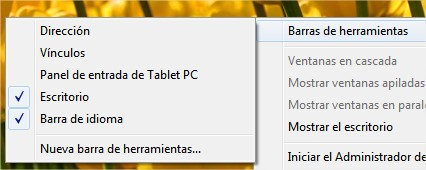 Dirección
Vínculos
Panel de entrada de Tablet PC
Escritorio
Barra de idioma
Nueva barra de herramientas...
Barras de herramientas
Ventanas en cascada
Mostrar ventanas apiladas
Mostrar ventanas en paralelo
Mostrar el escritorio
Iniciar el Administrador de